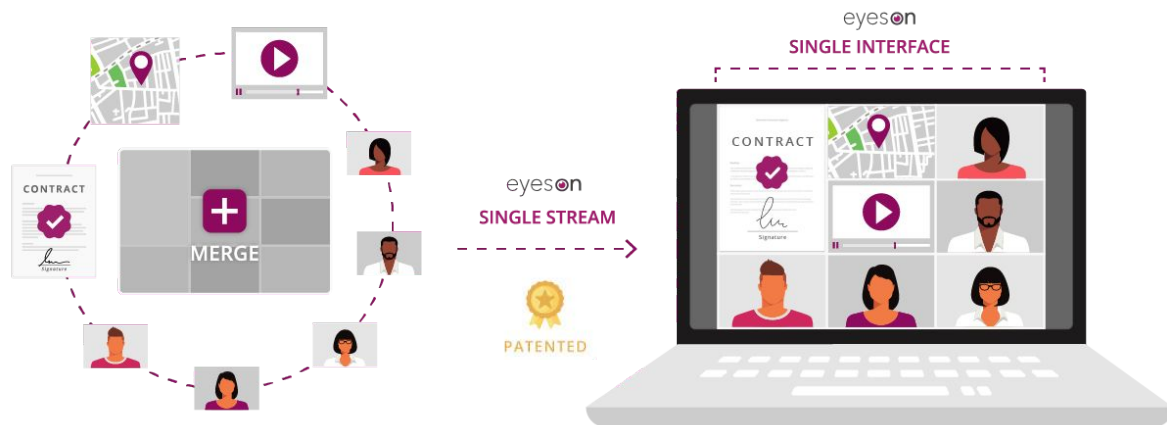 eyeson
SINGLE INTERFACE
CONTRACT
Signature
MERGE
eyeson
SINGLE STREAM
PATENTED
CONTRACT
Signature